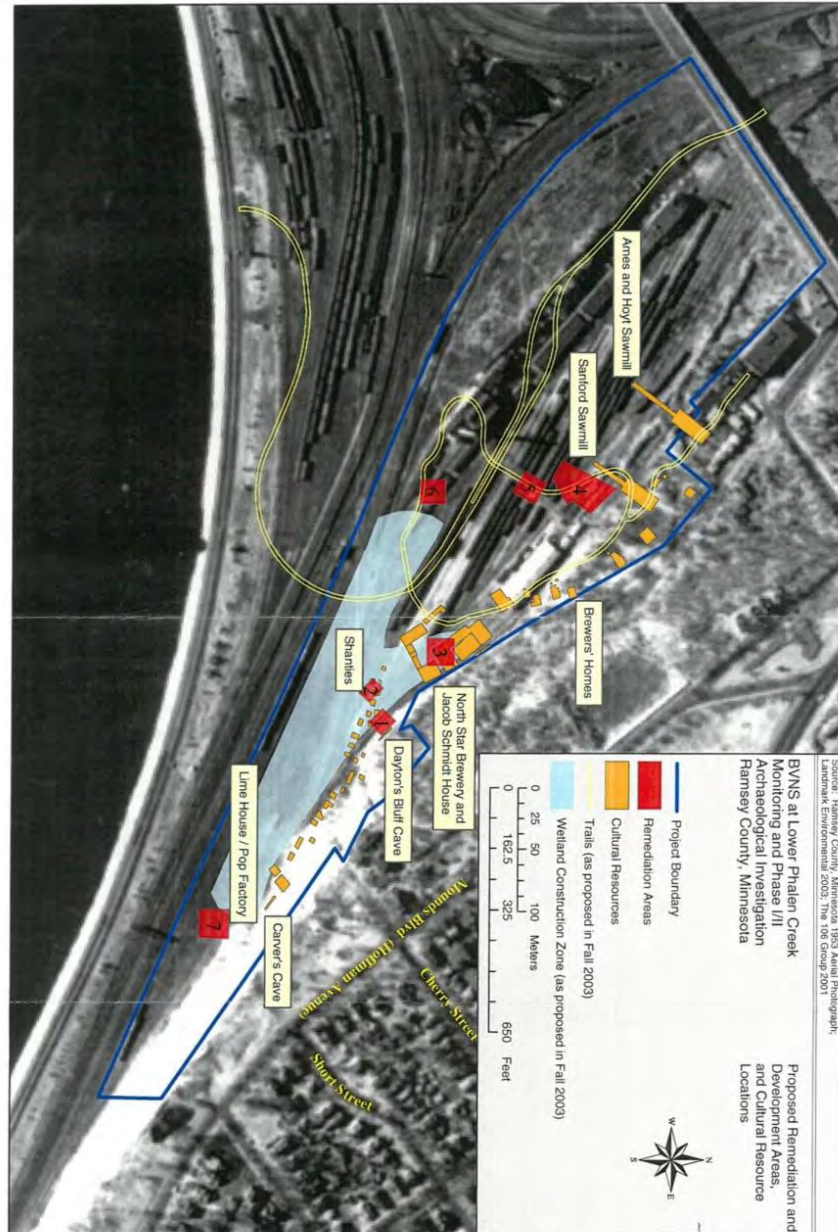 Source: Ramsey County, Minnesota 1953 Aerial Photograph;
Landmark Environmental 2003; The 106 Group 2001
BVNS at Lower Phalen Creek
Monitoring and Phase I/II
Archaeological Investigation
Ramsey County, Minnesota
Proposed Remediation and
Development Areas,
and Cultural Resource
Locations
Project Boundary
Remediation Areas
Cultural Resources
Trails (as proposed in Fall 2003)
Wetland Construction Zone (as proposed in Fall 2003)
0 25 50 100 Meters
0 162.5 325 650 Feet
N
W
E
S
Ames and Hoyt Sawmill
Sanford Sawmill
Brewers' Homes
North Star Brewery and
Jacob Schmidt House
Dayton's Bluff Cave
Shanties
Carver's Cave
Lime House / Pop Factory
Mounds Blvd (Hoffman Avenue)
Cherry Street
Short Street
4
5
6
3
2
1
7